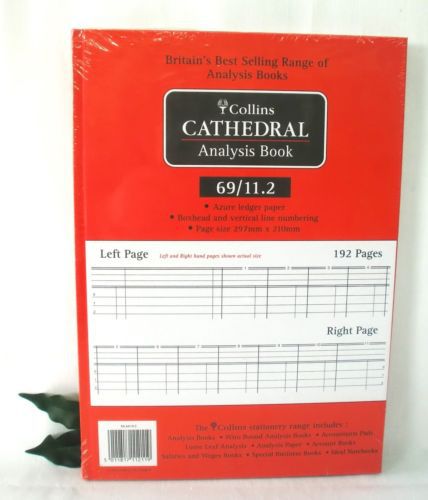 Britain's Best Selling Range of
Analysis Books
Collins
CATHEDRAL
Analysis Book
69/11.2
• Azure ledger paper
• Boxhead and vertical line numbering
• Page size 297mm x 210mm
Left Page Left and Right hand pages shown actual size 192 Pages
Right Page
The Collins stationery range includes :
Analysis Books • Wire Bound Analysis Books • Accountants Pads
Loose Leaf Analysis • Analysis Paper • Account Books
Salaries and Wages Books • Special Business Books • Ideal Notebooks